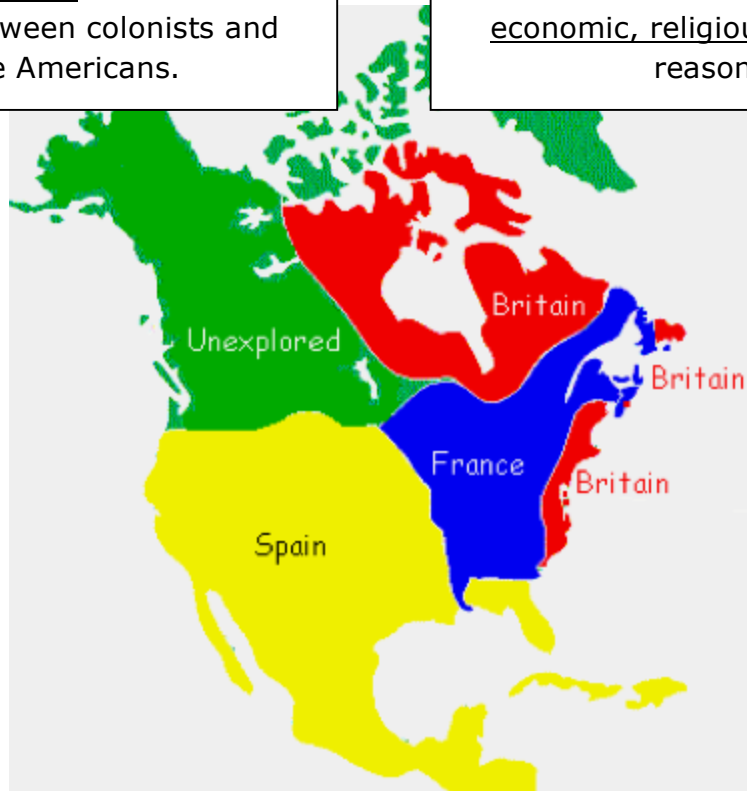 ween colonists and
e Americans.
economic, religiou
reason
Britain
Unexplored
Britain
France
Britain
Spain